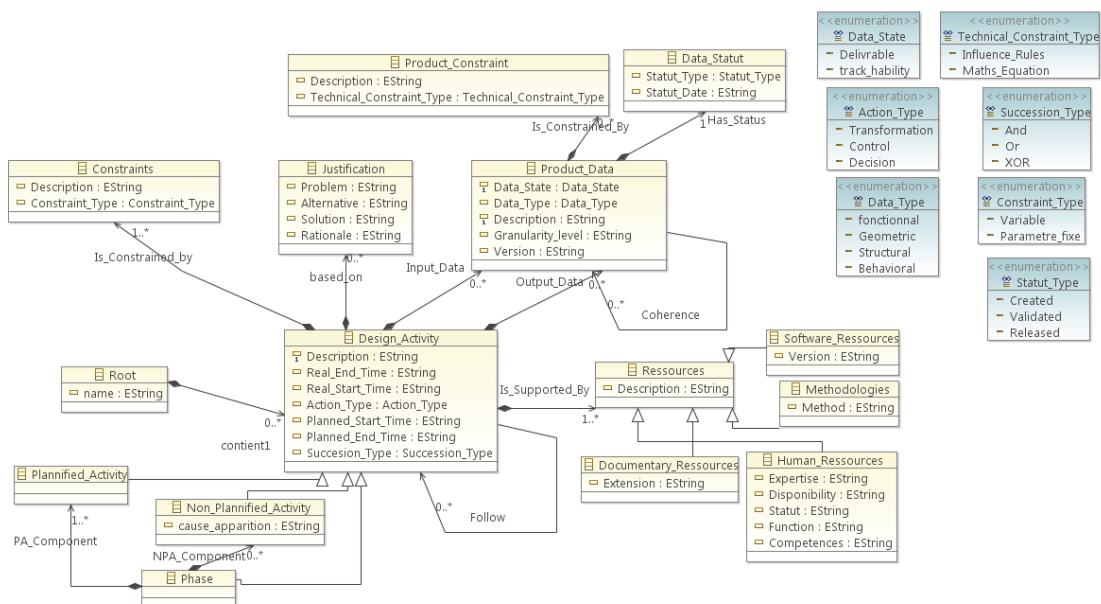 Product_Constraint
Description : EString
Technical_Constraint_Type : Technical_Constraint_Type
Data_Statut
Statut_Type : Statut_Type
Statut_Date : EString
<<enumeration>>
Data_State
Delivrable
track_hability
<<enumeration>>
Technical_Constraint_Type
Influence_Rules
Maths_Equation
<<enumeration>>
Action_Type
Transformation
Control
Decision
<<enumeration>>
Succession_Type
And
Or
XOR
0..*
Is_Constrained_By
1
Has_Status
Constraints
Description : EString
Constraint_Type : Constraint_Type
Justification
Problem : EString
Alternative : EString
Solution : EString
Rationale : EString
Product_Data
Data_State : Data_State
Data_Type : Data_Type
Description : EString
Granularity_level : EString
Version : EString
<<enumeration>>
Data_Type
fonctionnal
Geometric
Structural
Behavioral
<<enumeration>>
Constraint_Type
Variable
Parametre_fixe
<<enumeration>>
Statut_Type
Created
Validated
Released
1..*
Is_Constrained_by
0..*
based_on
Input_Data
0..*
Output_Data
0..*
0..*
Coherence
Design_Activity
Description : EString
Real_End_Time : EString
Real_Start_Time : EString
Action_Type : Action_Type
Planned_Start_Time : EString
Planned_End_Time : EString
Succesion_Type : Succession_Type
Root
name : EString
0..*
contient1
Is_Supported_By
1..*
Ressources
Description : EString
Software_Ressources
Version : EString
Methodologies
Method : EString
Documentary_Ressources
Extension : EString
Human_Ressources
Expertise : EString
Disponibility : EString
Statut : EString
Function : EString
Competences : EString
Plannified_Activity
Non_Plannified_Activity
cause_apparition : EString
0..*
Follow
1..*
PA_Component
NPA_Component
0..*
Phase